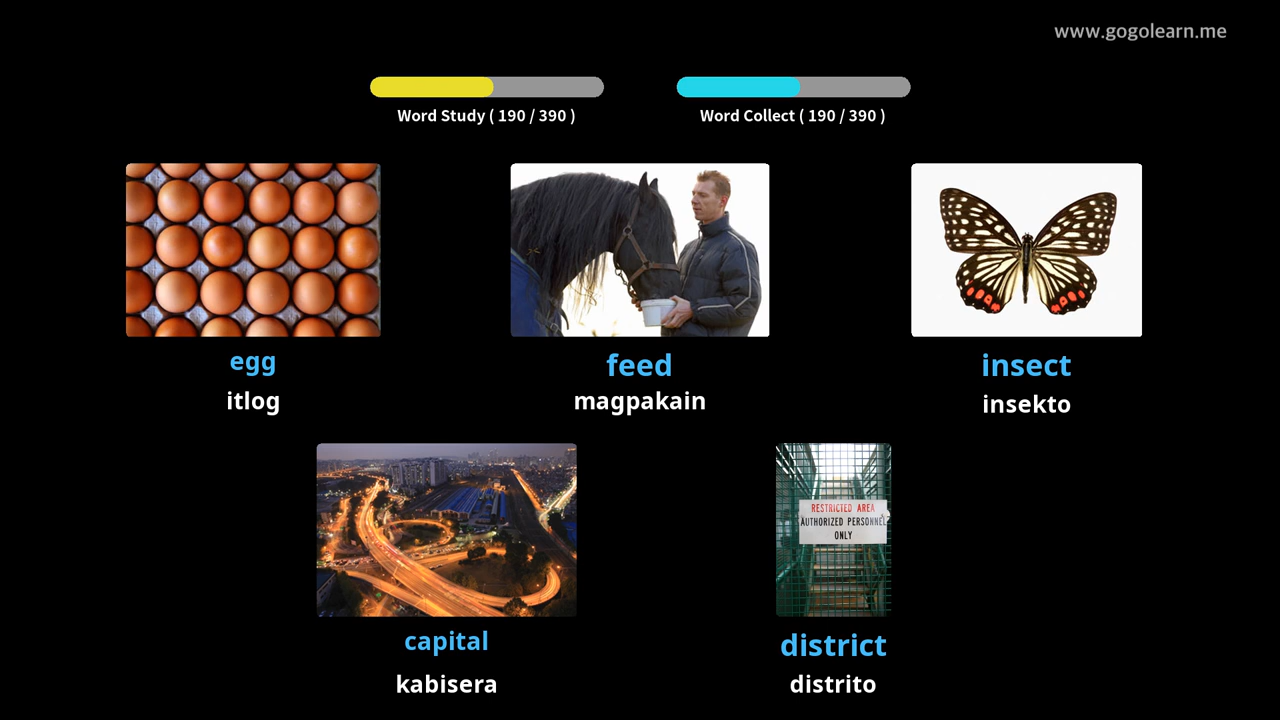 www.gogolearn.me
Word Study ( 190 / 390 )
Word Collect ( 190 / 390 )
egg
itlog
feed
magpakain
insect
insekto
capital
kabisera
RESTRICTED AREA
AUTHORIZED PERSONNEL
ONLY
district
distrito